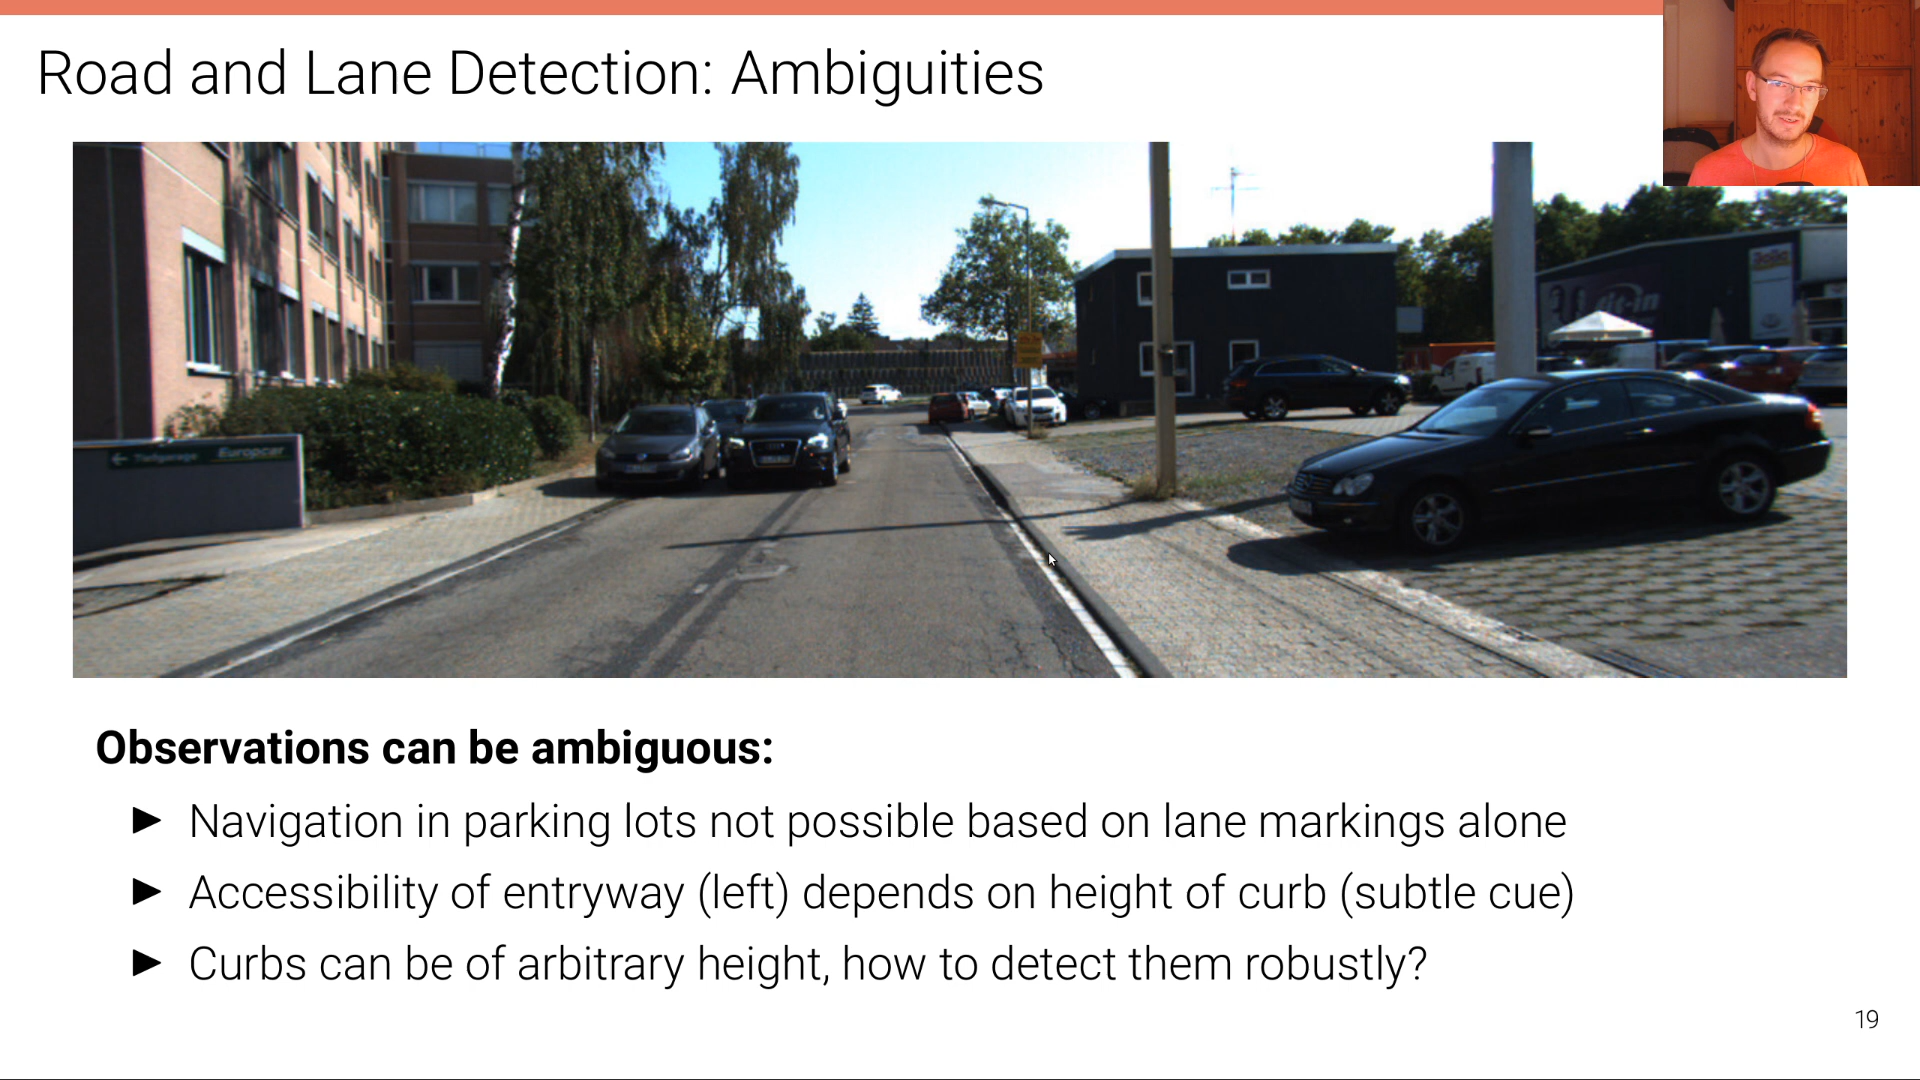 Road and Lane Detection: Ambiguities
← Tiefgarage Europcar
Observations can be ambiguous:
► Navigation in parking lots not possible based on lane markings alone
► Accessibility of entryway (left) depends on height of curb (subtle cue)
► Curbs can be of arbitrary height, how to detect them robustly?
19